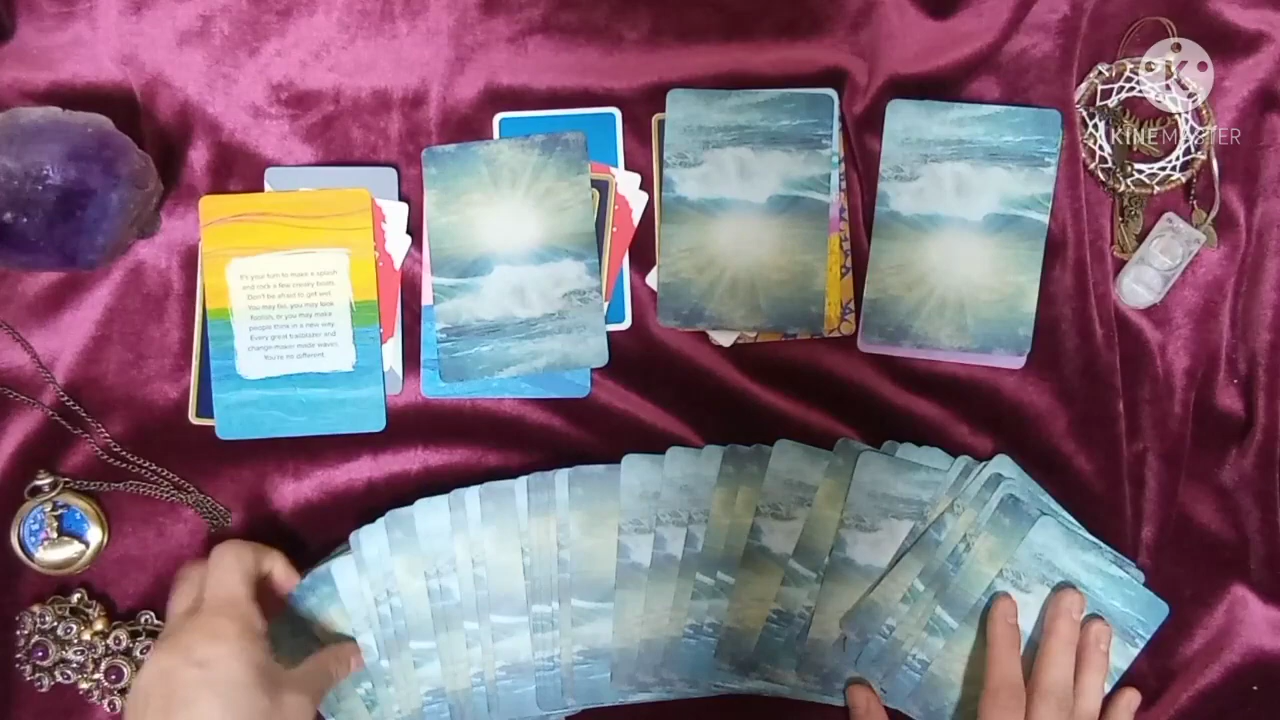 KINEMASTER
It's your turn to make a splash
and rock a few creaky boats.
Don't be afraid to get wet.
You may fail, you may look
foolish, or you may make
people think in a new way.
Every great trailblazer and
change-maker made waves.
You're no different.